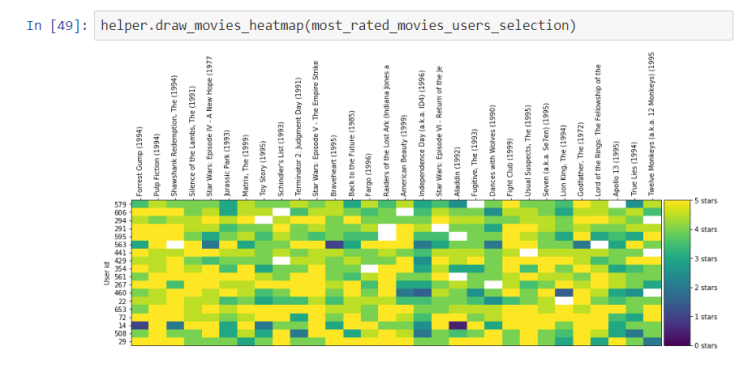 In [49]: helper.draw_movies_heatmap(most_rated_movies_users_selection)
Forrest Gump (1994)
Pulp Fiction (1994)
Shawshank Redemption, The (1994)
Silence of the Lambs, The (1991)
Star Wars: Episode IV - A New Hope (1977
Jurassic Park (1993)
Matrix, The (1999)
Toy Story (1995)
Schindler's List (1993)
Terminator 2: Judgment Day (1991)
Star Wars: Episode V - The Empire Strike
Braveheart (1995)
Back to the Future (1985)
Fargo (1996)
Raiders of the Lost Ark (Indiana Jones a
American Beauty (1999)
Independence Day (a.k.a. ID4) (1996)
Star Wars: Episode VI - Return of the Je
Aladdin (1992)
Fugitive, The (1993)
Dances with Wolves (1990)
Fight Club (1999)
Usual Suspects, The (1995)
Seven (a.k.a. Se7en) (1995)
Lion King, The (1994)
Godfather, The (1972)
Lord of the Rings: The Fellowship of the
Apollo 13 (1995)
True Lies (1994)
Twelve Monkeys (a.k.a. 12 Monkeys) (1995
User id
579
606
294
291
595
563
441
429
354
561
267
460
22
653
72
14
508
29
5 stars
4 stars
3 stars
2 stars
1 stars
0 stars